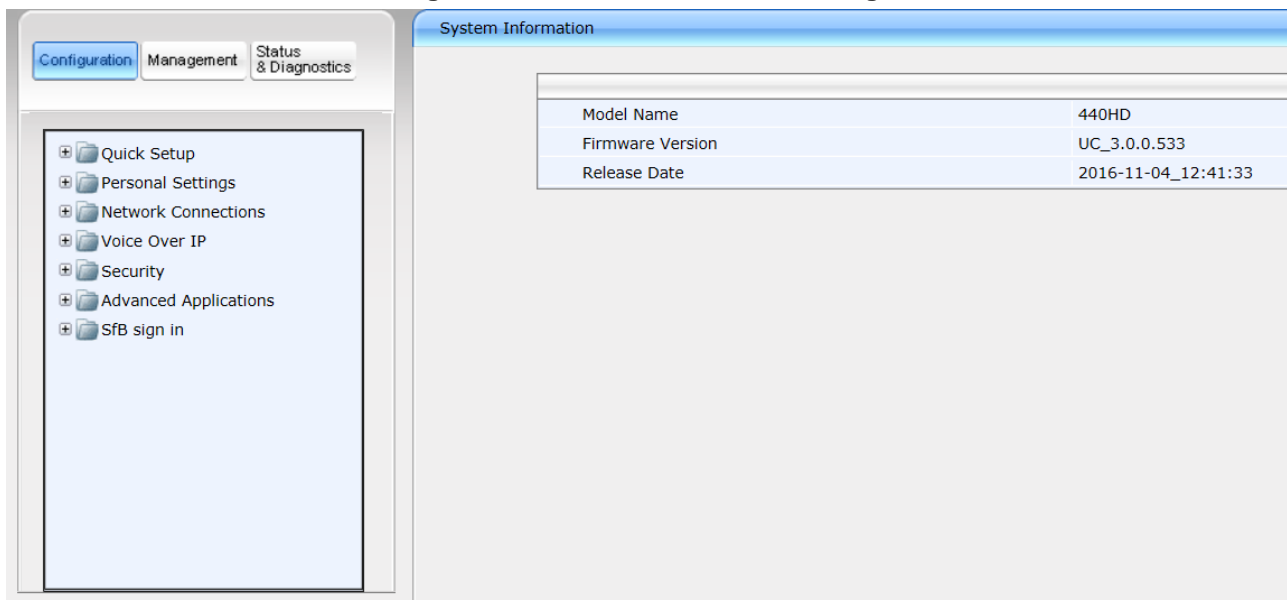 System Information
Configuration
Management
Status
& Diagnostics
Quick Setup
Personal Settings
Network Connections
Voice Over IP
Security
Advanced Applications
SfB sign in
Model Name 440HD
Firmware Version UC_3.0.0.533
Release Date 2016-11-04_12:41:33